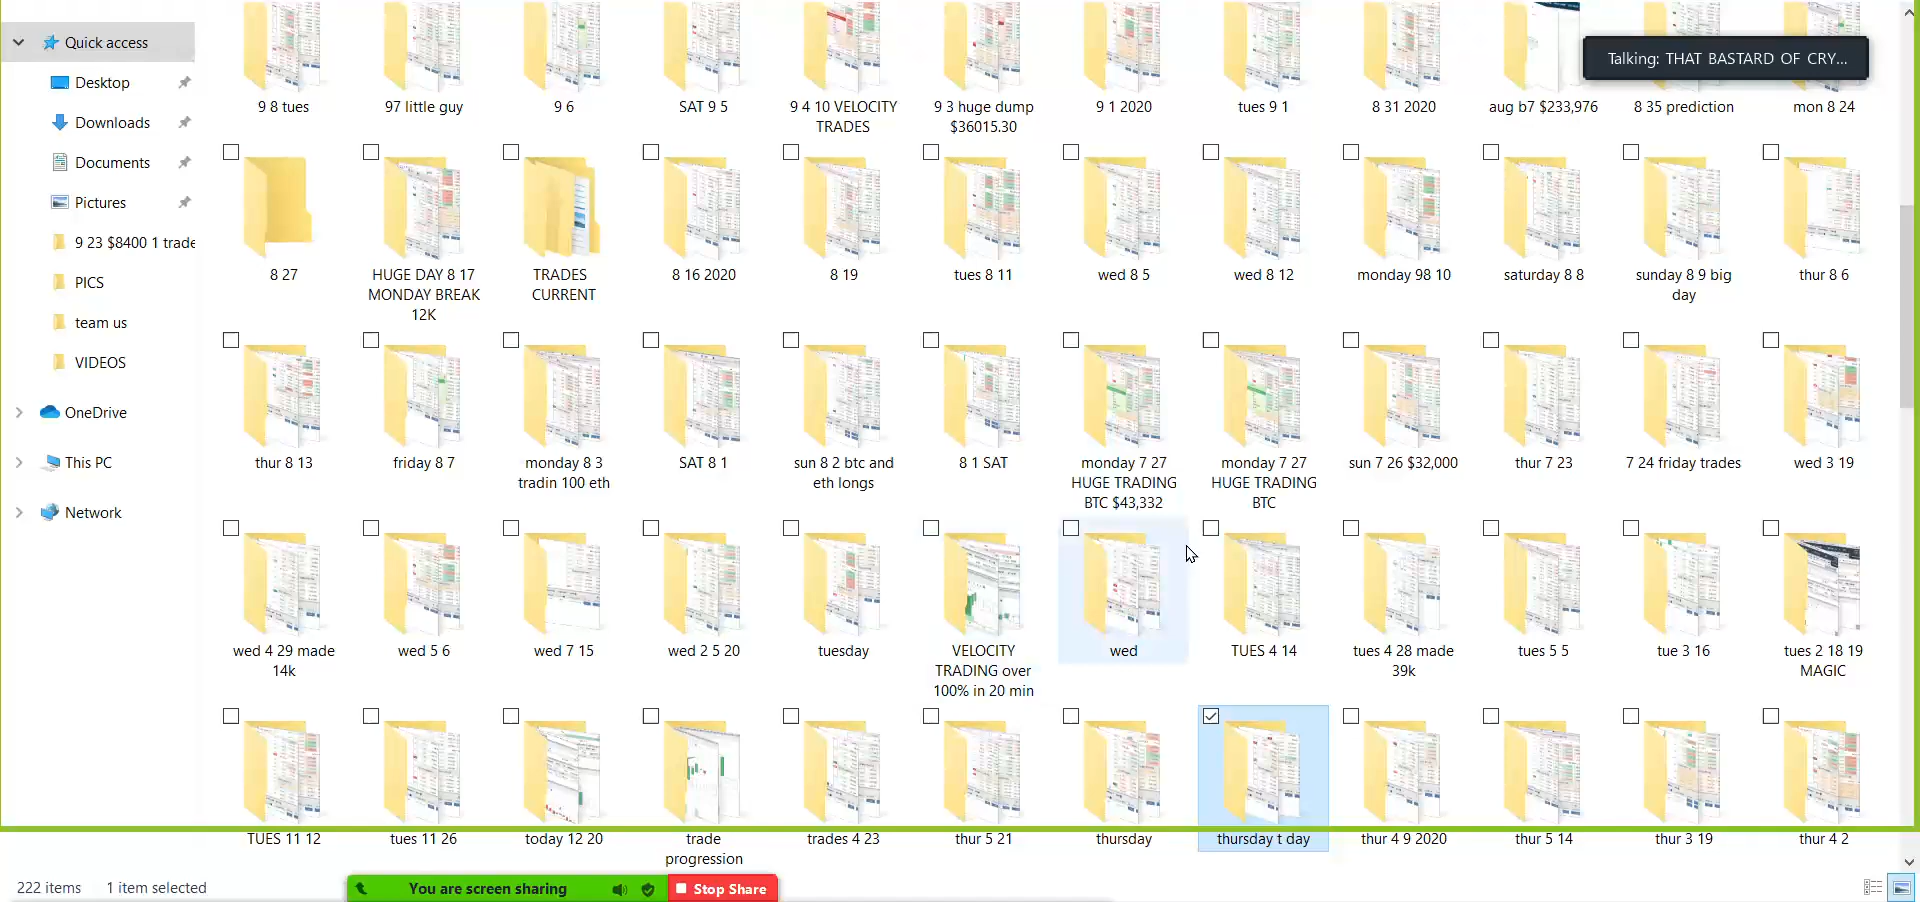 Quick access
Desktop
Downloads
Documents
Pictures
9 23 $8400 1 trade
PICS
team us
VIDEOS
OneDrive
This PC
Network
Talking: THAT BASTARD OF CRY...
9 8 tues
97 little guy
9 6
SAT 9 5
9 4 10 VELOCITY
TRADES
9 3 huge dump
$36015.30
9 1 2020
tues 9 1
8 31 2020
aug b7 $233,976
8 35 prediction
mon 8 24
8 27
HUGE DAY 8 17
MONDAY BREAK
12K
TRADES
CURRENT
8 16 2020
8 19
tues 8 11
wed 8 5
wed 8 12
monday 98 10
saturday 8 8
sunday 8 9 big
day
thur 8 6
thur 8 13
friday 8 7
monday 8 3
tradin 100 eth
SAT 8 1
sun 8 2 btc and
eth longs
8 1 SAT
monday 7 27
HUGE TRADING
BTC $43,332
monday 7 27
HUGE TRADING
BTC
sun 7 26 $32,000
thur 7 23
7 24 friday trades
wed 3 19
wed 4 29 made
14k
wed 5 6
wed 7 15
wed 2 5 20
tuesday
VELOCITY
TRADING over
100% in 20 min
wed
TUES 4 14
tues 4 28 made
39k
tues 5 5
tue 3 16
tues 2 18 19
MAGIC
TUES 11 12
tues 11 26
today 12 20
trade
progression
trades 4 23
thur 5 21
thursday
thursday t day
thur 4 9 2020
thur 5 14
thur 3 19
thur 4 2
222 items
1 item selected
You are screen sharing
Stop Share